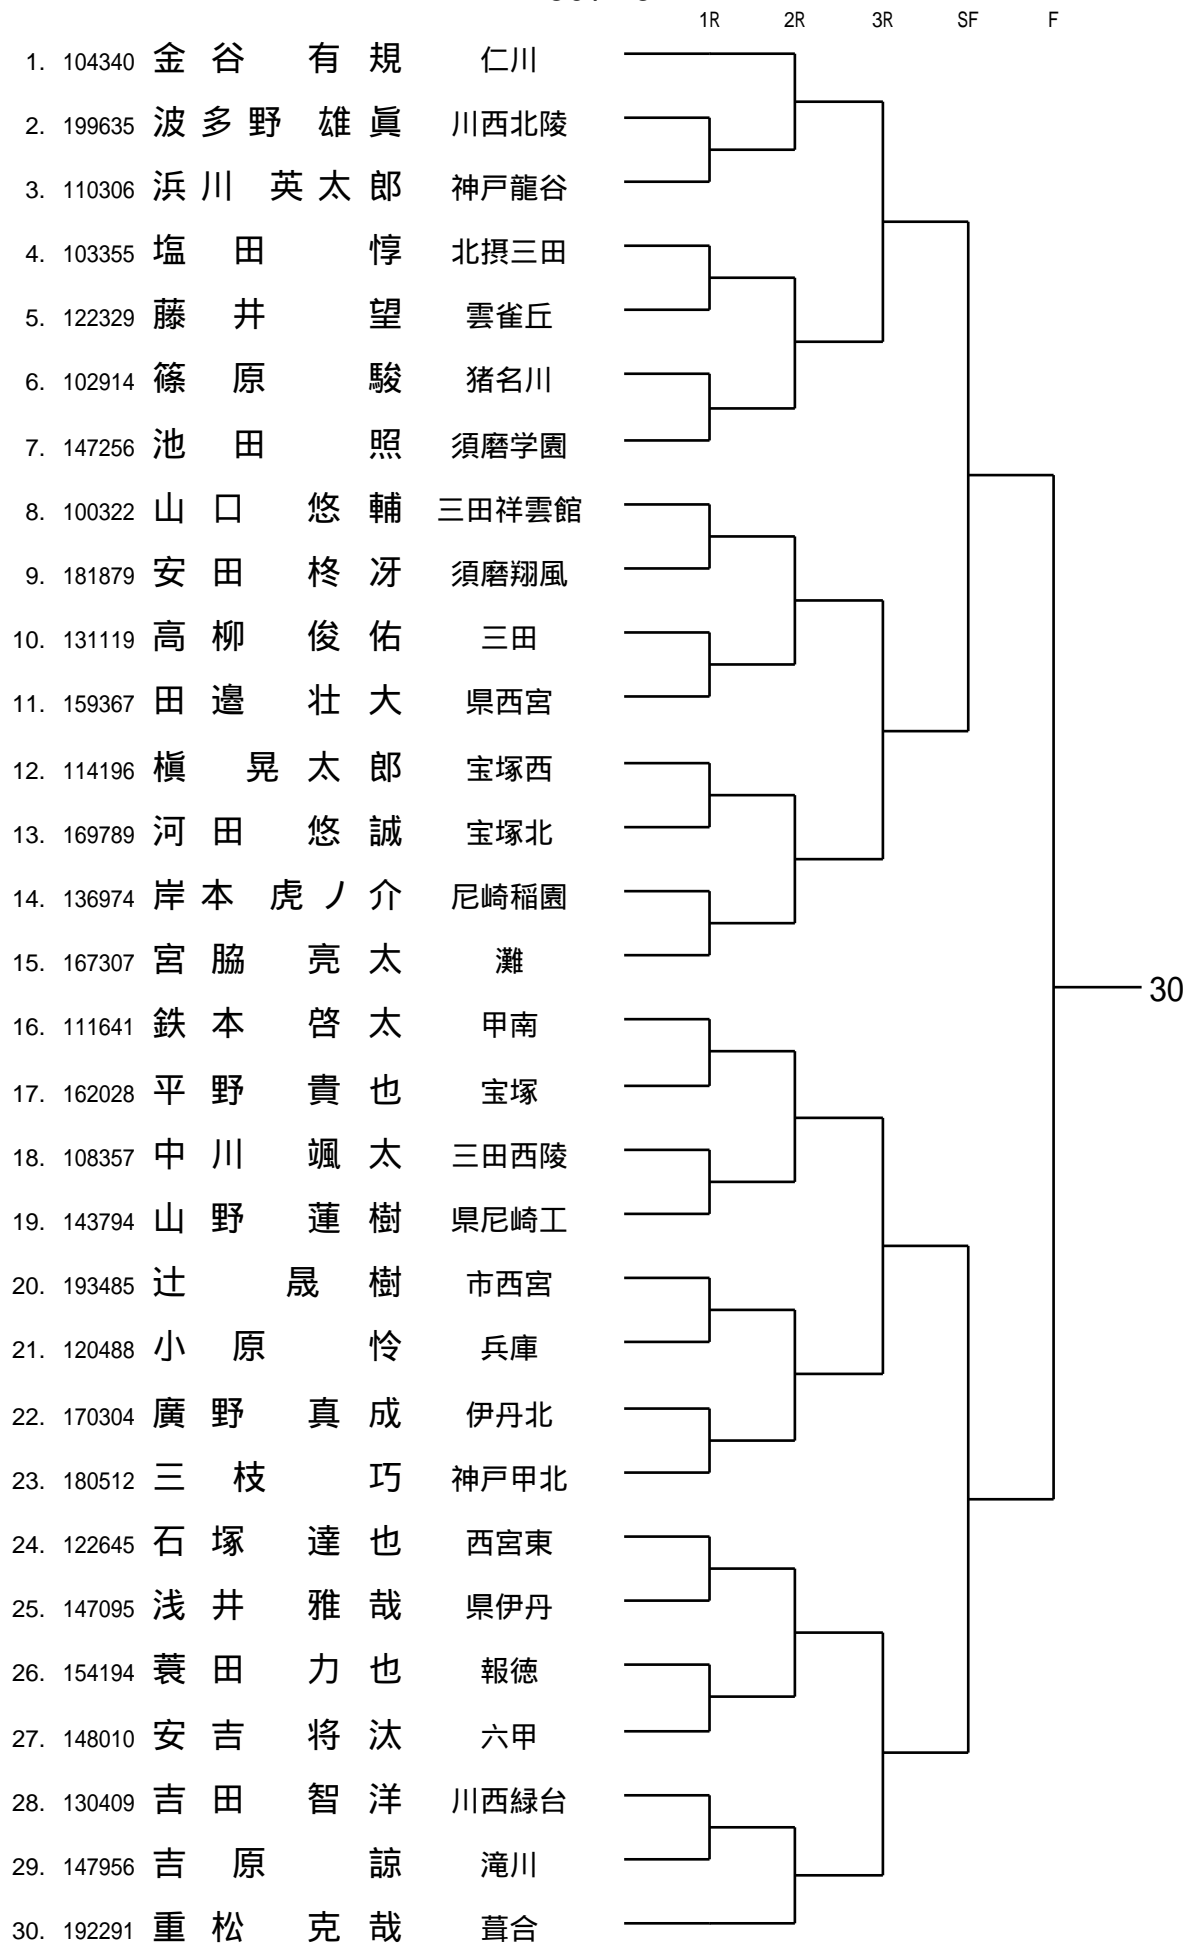 1R 2R 3R SF F
1. 104340 金谷 有規 仁川
2. 199635 波多野 雄眞 川西北陵
3. 110306 浜川 英太郎 神戸龍谷
4. 103355 塩田 惇 北摂三田
5. 122329 藤井 望 雲雀丘
6. 102914 篠原 駿 猪名川
7. 147256 池田 照 須磨学園
8. 100322 山口 悠輔 三田祥雲館
9. 181879 安田 柊冴 須磨翔風
10. 131119 高柳 俊佑 三田
11. 159367 田邉 壮大 県西宮
12. 114196 槇 晃太郎 宝塚西
13. 169789 河田 悠誠 宝塚北
14. 136974 岸本 虎ノ介 尼崎稲園
15. 167307 宮脇 亮太 灘
30
16. 111641 鉄本 啓太 甲南
17. 162028 平野 貴也 宝塚
18. 108357 中川 颯太 三田西陵
19. 143794 山野 蓮樹 県尼崎工
20. 193485 辻 晟樹 市西宮
21. 120488 小原 怜 兵庫
22. 170304 廣野 真成 伊丹北
23. 180512 三枝 巧 神戸甲北
24. 122645 石塚 達也 西宮東
25. 147095 浅井 雅哉 県伊丹
26. 154194 蓑田 力也 報徳
27. 148010 安吉 将汰 六甲
28. 130409 吉田 智洋 川西緑台
29. 147956 吉原 諒 滝川
30. 192291 重松 克哉 葺合